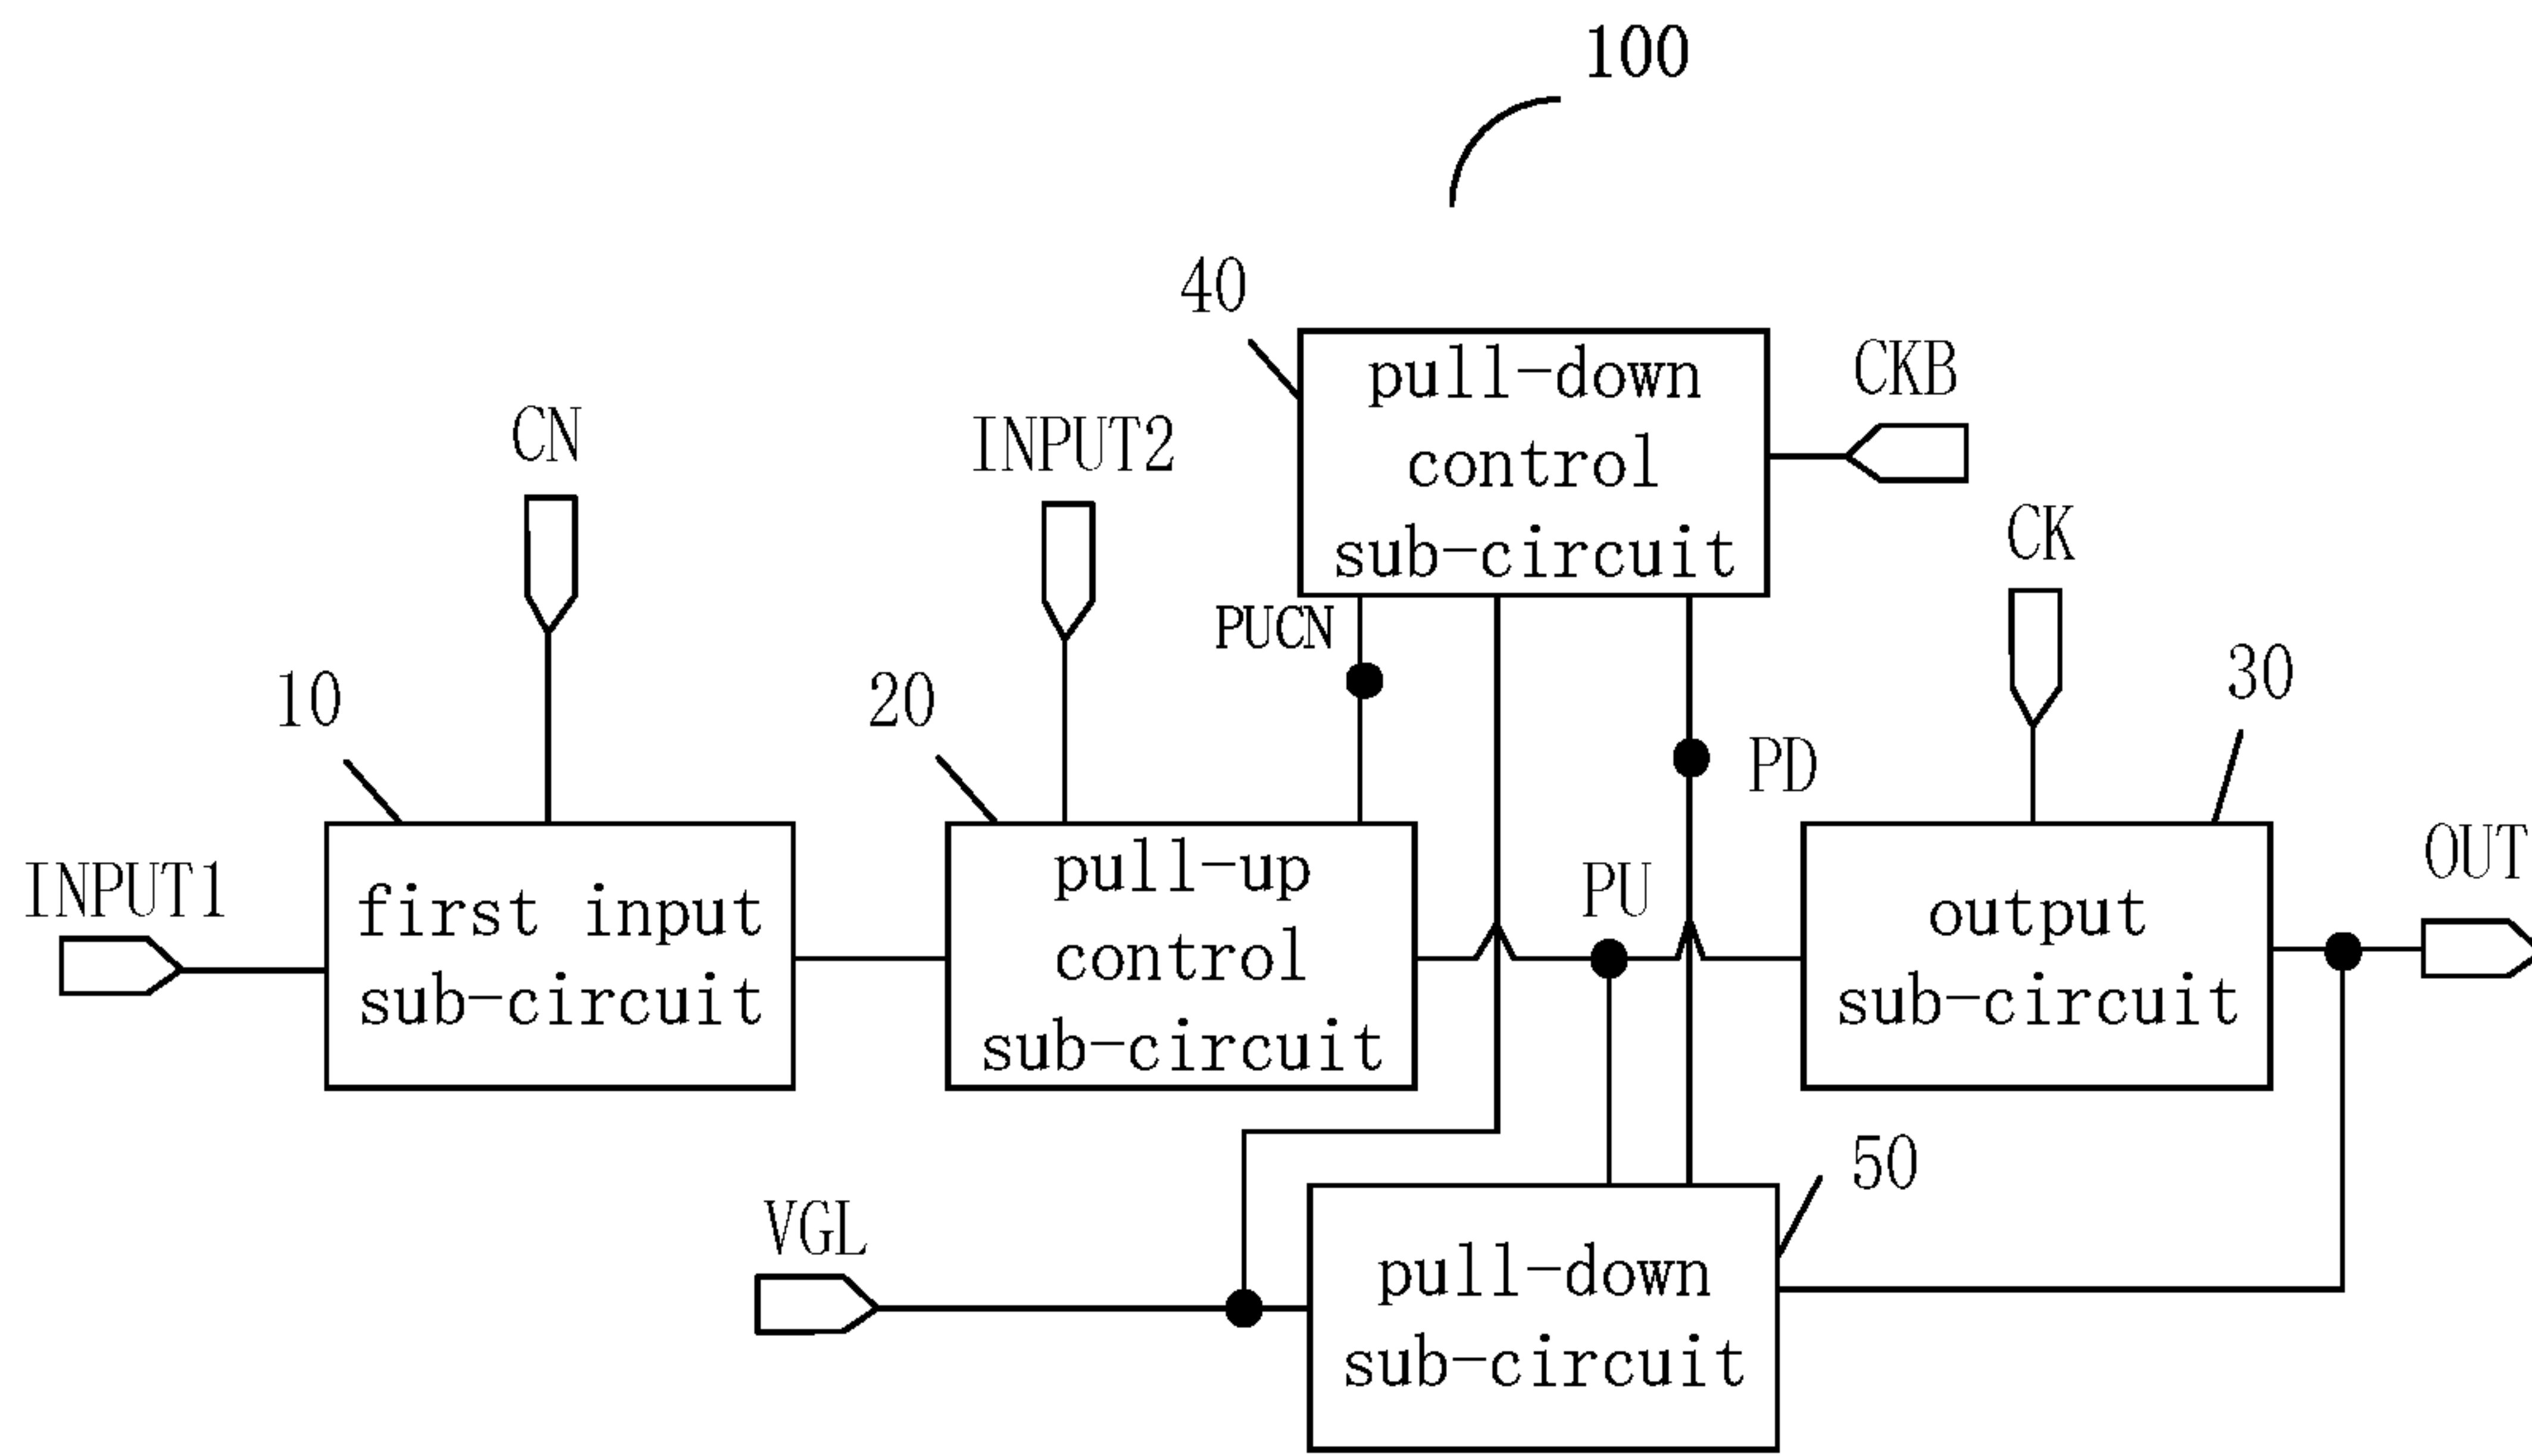 100
40
pull-down
control
sub-circuit
CKB
CN
INPUT2
CK
PUCN
10
20
30
PD
INPUT1
first input
sub-circuit
pull-up
control
sub-circuit
PU
output
sub-circuit
OUT
50
VGL
pull-down
sub-circuit